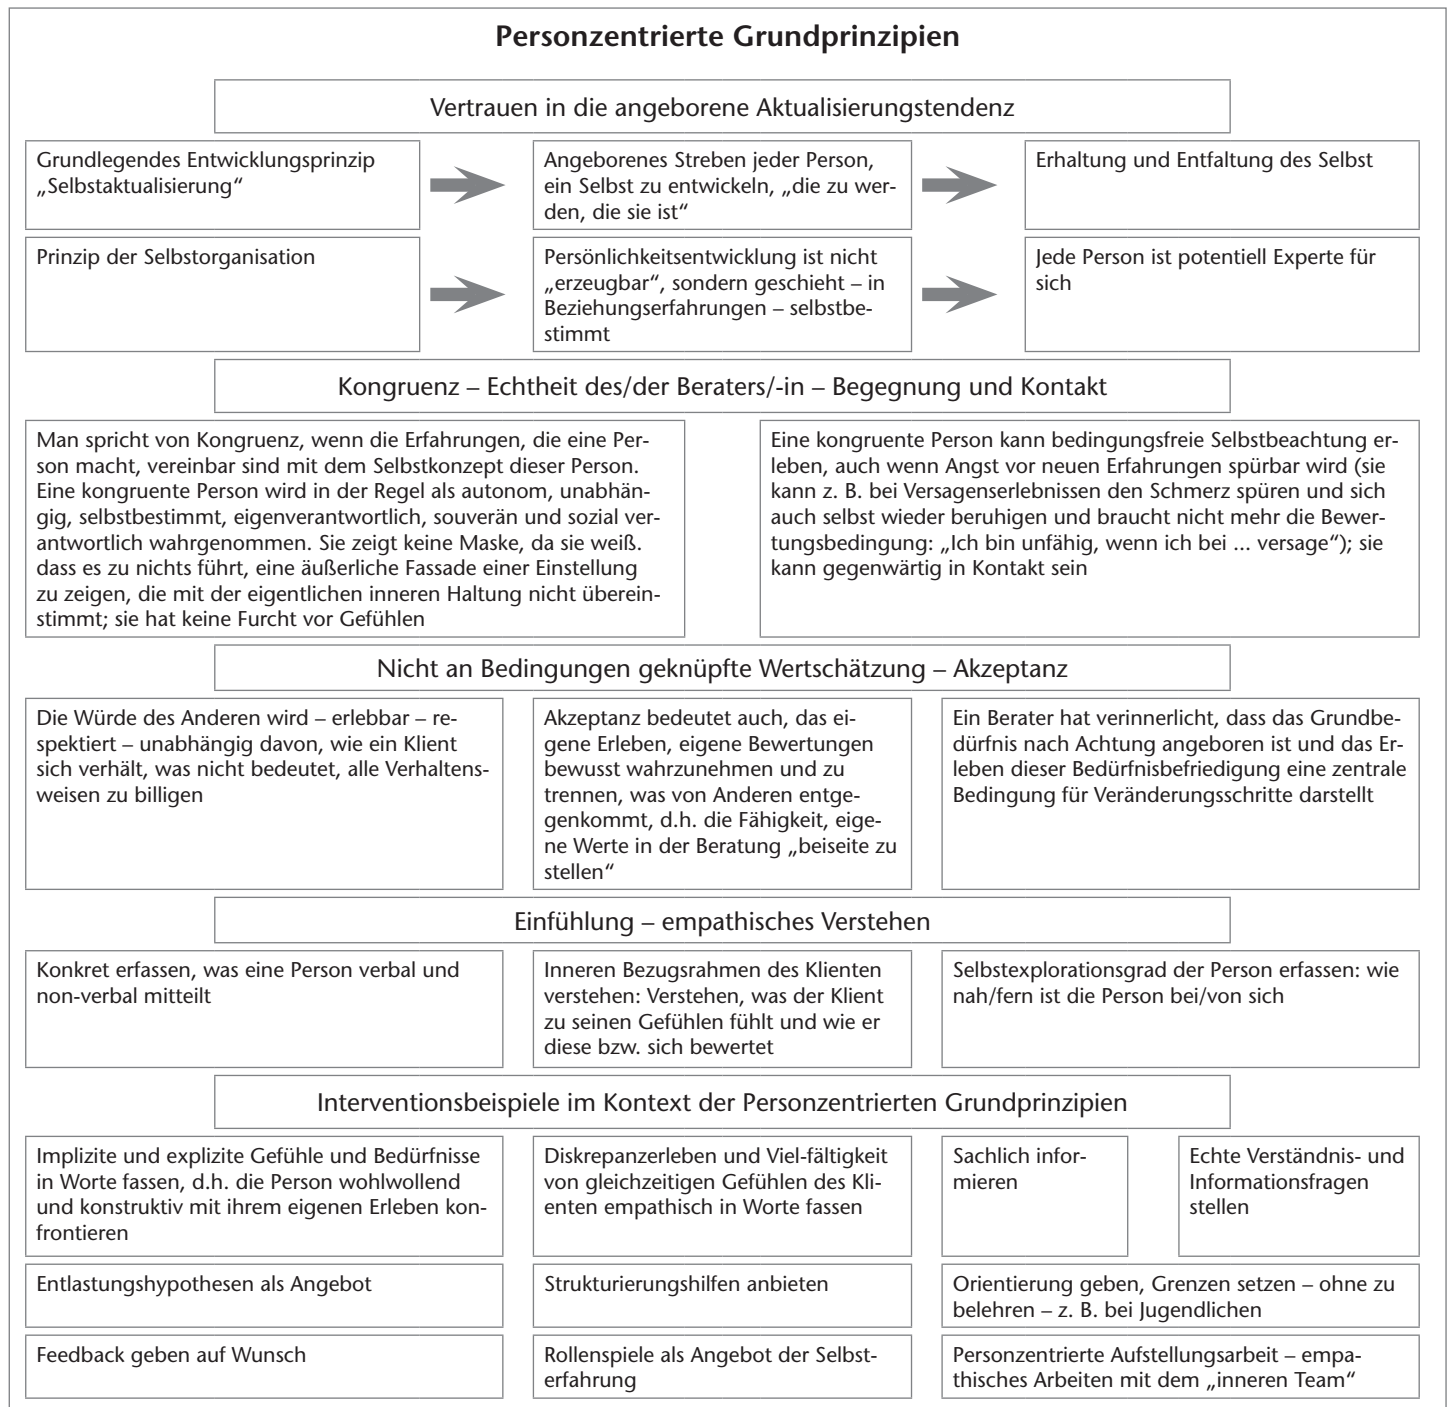 Personzentrierte Grundprinzipien
Vertrauen in die angeborene Aktualisierungstendenz
Grundlegendes Entwicklungsprinzip
„Selbstaktualisierung“
Angeborenes Streben jeder Person,
ein Selbst zu entwickeln, „die zu wer-
den, die sie ist“
Erhaltung und Entfaltung des Selbst
Prinzip der Selbstorganisation
Persönlichkeitsentwicklung ist nicht
„erzeugbar“, sondern geschieht – in
Beziehungserfahrungen – selbstbe-
stimmt
Jede Person ist potentiell Experte für
sich
Kongruenz – Echtheit des/der Beraters/-in – Begegnung und Kontakt
Man spricht von Kongruenz, wenn die Erfahrungen, die eine Per-
son macht, vereinbar sind mit dem Selbstkonzept dieser Person.
Eine kongruente Person wird in der Regel als autonom, unabhän-
gig, selbstbestimmt, eigenverantwortlich, souverän und sozial ver-
antwortlich wahrgenommen. Sie zeigt keine Maske, da sie weiß.
dass es zu nichts führt, eine äußerliche Fassade einer Einstellung
zu zeigen, die mit der eigentlichen inneren Haltung nicht überein-
stimmt; sie hat keine Furcht vor Gefühlen
Eine kongruente Person kann bedingungsfreie Selbstbeachtung er-
leben, auch wenn Angst vor neuen Erfahrungen spürbar wird (sie
kann z. B. bei Versagenserlebnissen den Schmerz spüren und sich
auch selbst wieder beruhigen und braucht nicht mehr die Bewer-
tungsbedingung: „Ich bin unfähig, wenn ich bei ... versage“); sie
kann gegenwärtig in Kontakt sein
Nicht an Bedingungen geknüpfte Wertschätzung – Akzeptanz
Die Würde des Anderen wird – erlebbar – re-
spektiert – unabhängig davon, wie ein Klient
sich verhält, was nicht bedeutet, alle Verhaltens-
weisen zu billigen
Akzeptanz bedeutet auch, das ei-
gene Erleben, eigene Bewertungen
bewusst wahrzunehmen und zu
trennen, was von Anderen entge-
genkommt, d.h. die Fähigkeit, eige-
ne Werte in der Beratung „beiseite zu
stellen“
Ein Berater hat verinnerlicht, dass das Grundbe-
dürfnis nach Achtung angeboren ist und das Er-
leben dieser Bedürfnisbefriedigung eine zentrale
Bedingung für Veränderungsschritte darstellt
Einfühlung – empathisches Verstehen
Konkret erfassen, was eine Person verbal und
non-verbal mitteilt
Inneren Bezugsrahmen des Klienten
verstehen: Verstehen, was der Klient
zu seinen Gefühlen fühlt und wie er
diese bzw. sich bewertet
Selbstexplorationsgrad der Person erfassen: wie
nah/fern ist die Person bei/von sich
Interventionsbeispiele im Kontext der Personzentrierten Grundprinzipien
Implizite und explizite Gefühle und Bedürfnisse
in Worte fassen, d.h. die Person wohlwollend
und konstruktiv mit ihrem eigenen Erleben kon-
frontieren
Diskrepanzerleben und Viel-fältigkeit
von gleichzeitigen Gefühlen des Kli-
enten empathisch in Worte fassen
Sachlich infor-
mieren
Echte Verständnis- und
Informationsfragen
stellen
Entlastungshypothesen als Angebot
Strukturierungshilfen anbieten
Orientierung geben, Grenzen setzen – ohne zu
belehren – z. B. bei Jugendlichen
Feedback geben auf Wunsch
Rollenspiele als Angebot der Selbst-
erfahrung
Personzentrierte Aufstellungsarbeit – empa-
thisches Arbeiten mit dem „inneren Team“